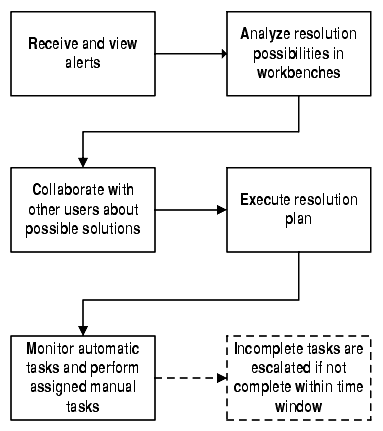 Receive and view
alerts
Analyze resolution
possibilities in
workbenches
Collaborate with
other users about
possible solutions
Execute resolution
plan
Monitor automatic
tasks and perform
assigned manual
tasks
Incomplete tasks are
escalated if not
complete within time
window